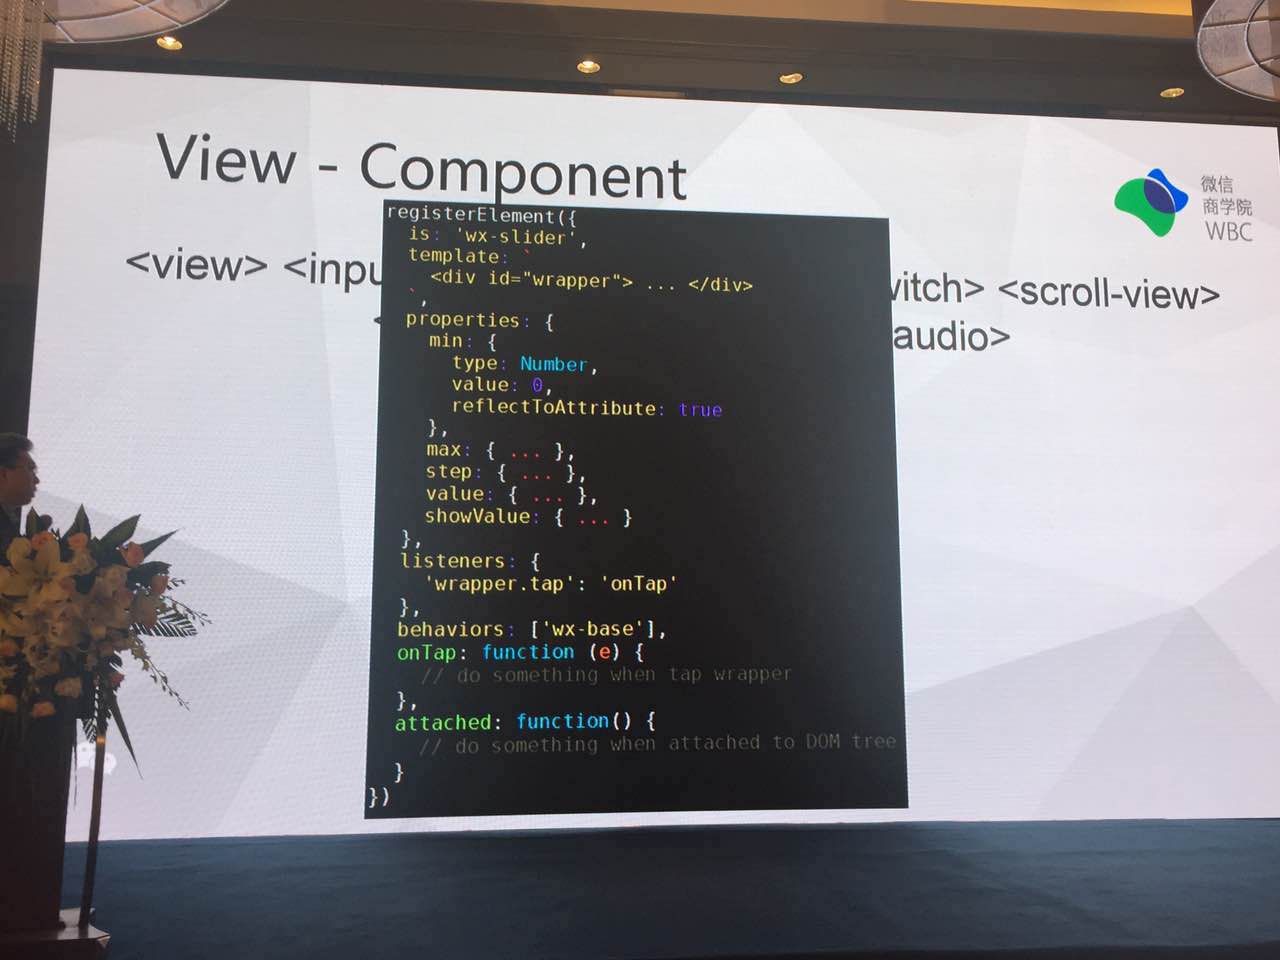 View - Component
微信
商学院
WBC
<view> <inpu
vitch> <scroll-view>
<
audio>
registerElement({
is: 'wx-slider',
template: `
<div id="wrapper"> ... </div>
`,
properties: {
min: {
type: Number,
value: 0,
reflectToAttribute: true
},
max: { ... },
step: { ... },
value: { ... },
showValue: { ... }
},
listeners: {
'wrapper.tap': 'onTap'
},
behaviors: ['wx-base'],
onTap: function (e) {
// do something when tap wrapper
},
attached: function() {
// do something when attached to DOM tree
}
})